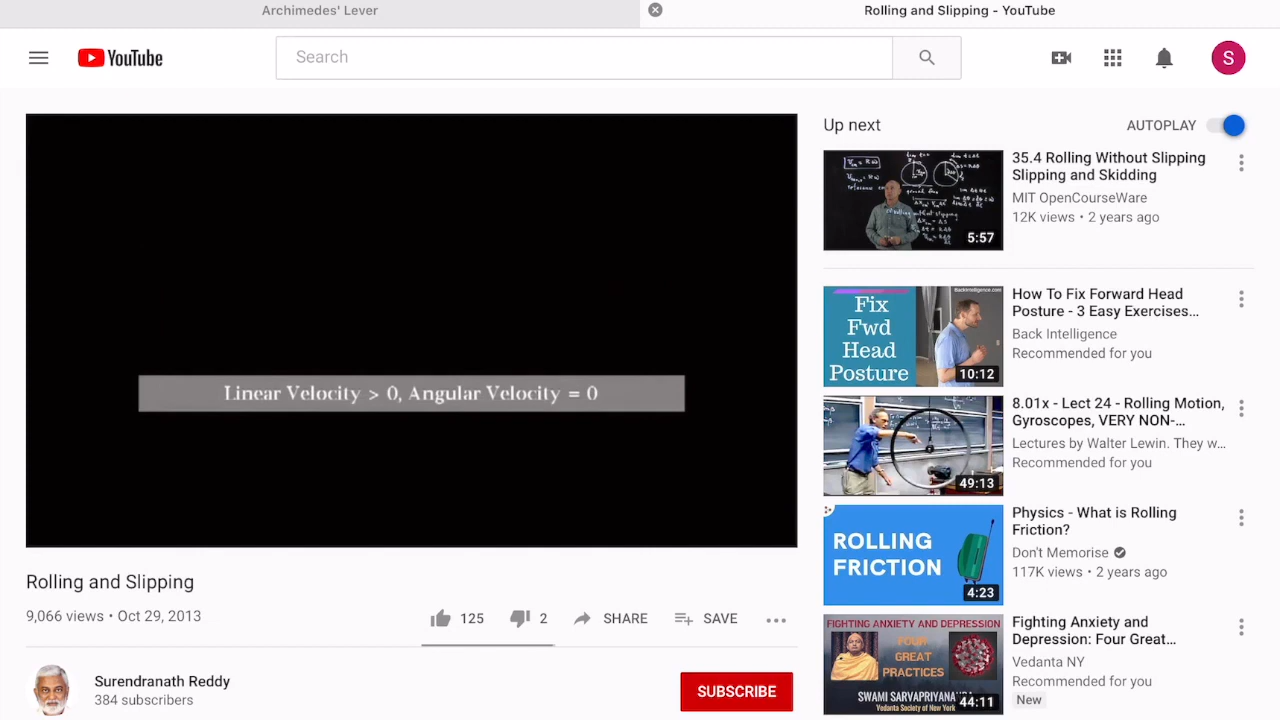 Archimedes' Lever
Rolling and Slipping - YouTube
YouTube
Search
S
Linear Velocity > 0, Angular Velocity = 0
Rolling and Slipping
9,066 views • Oct 29, 2013
125
2
SHARE
SAVE
Surendranath Reddy
384 subscribers
SUBSCRIBE
Up next
AUTOPLAY
5:57
35.4 Rolling Without Slipping
Slipping and Skidding
MIT OpenCourseWare
12K views • 2 years ago
BackIntelligence.com
Fix
Fwd
Head
Posture
10:12
How To Fix Forward Head
Posture - 3 Easy Exercises...
Back Intelligence
Recommended for you
49:13
8.01x - Lect 24 - Rolling Motion,
Gyroscopes, VERY NON-...
Lectures by Walter Lewin. They w...
Recommended for you
ROLLING
FRICTION
4:23
Physics - What is Rolling
Friction?
Don't Memorise
117K views • 2 years ago
FIGHTING ANXIETY AND DEPRESSION
FOUR
GREAT
PRACTICES
Vedanta Society of New York
44:11
Fighting Anxiety and
Depression: Four Great...
Vedanta NY
Recommended for you
New